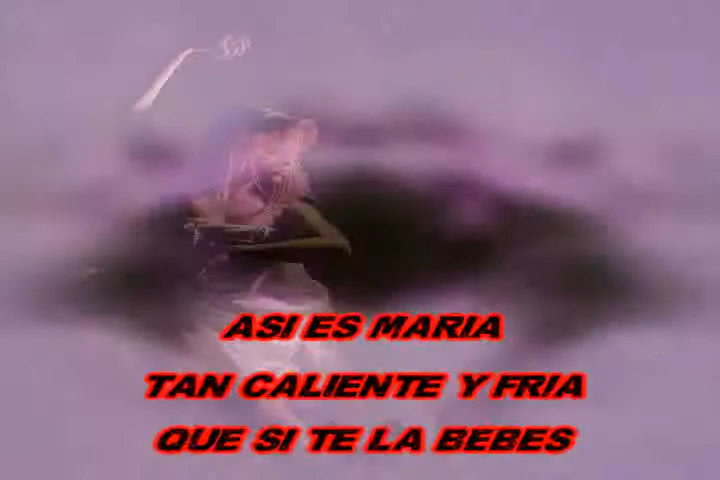 ASI ES MARIA
TAN CALIENTE Y FRIA
QUE SI TE LA BEBES